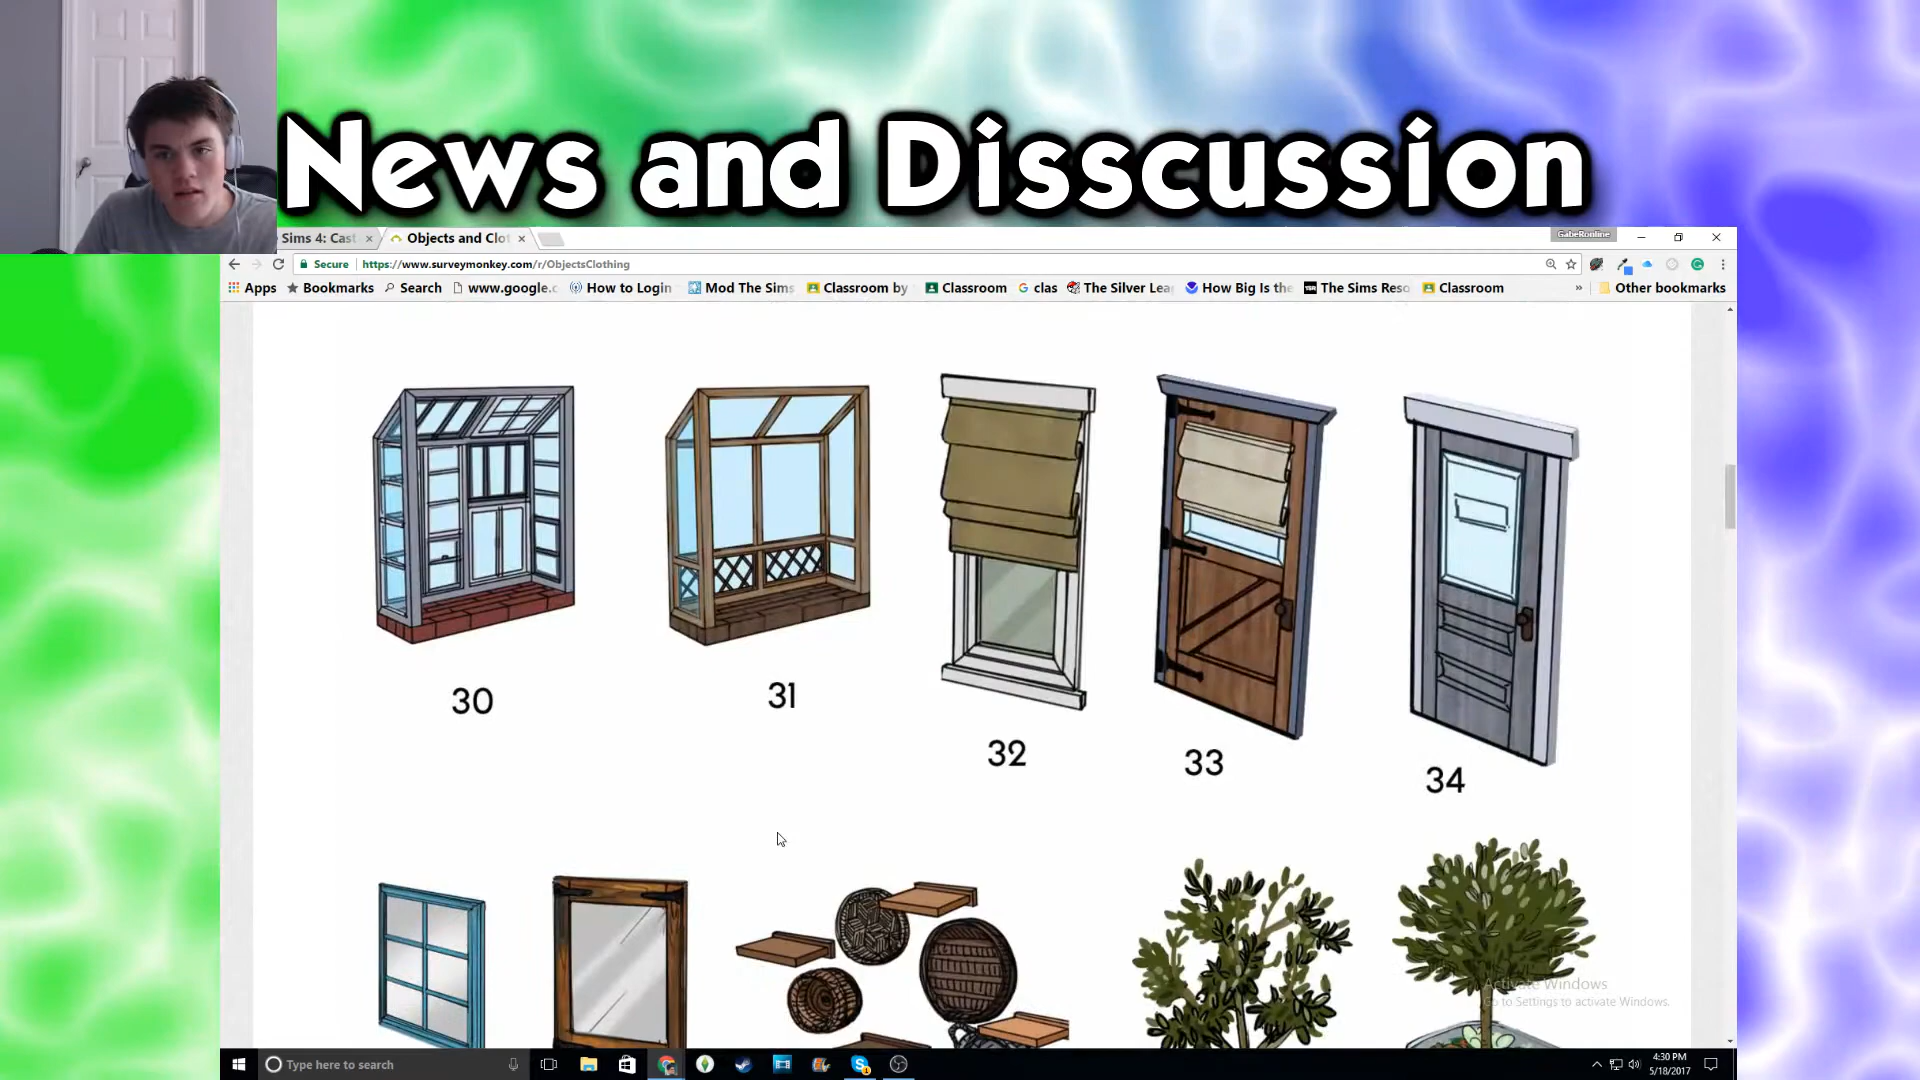 News and Disscussion
Sims 4: Cast
Objects and Clot
GabeRonline
Secure https://www.surveymonkey.com/r/ObjectsClothing
Apps Bookmarks Search www.google.c How to Login Mod The Sims Classroom by Classroom clas The Silver Lea How Big Is the The Sims Reso Classroom » Other bookmarks
30
31
32
33
34
Activate Windows
Go to Settings to activate Windows.
Type here to search
4:30 PM
5/18/2017